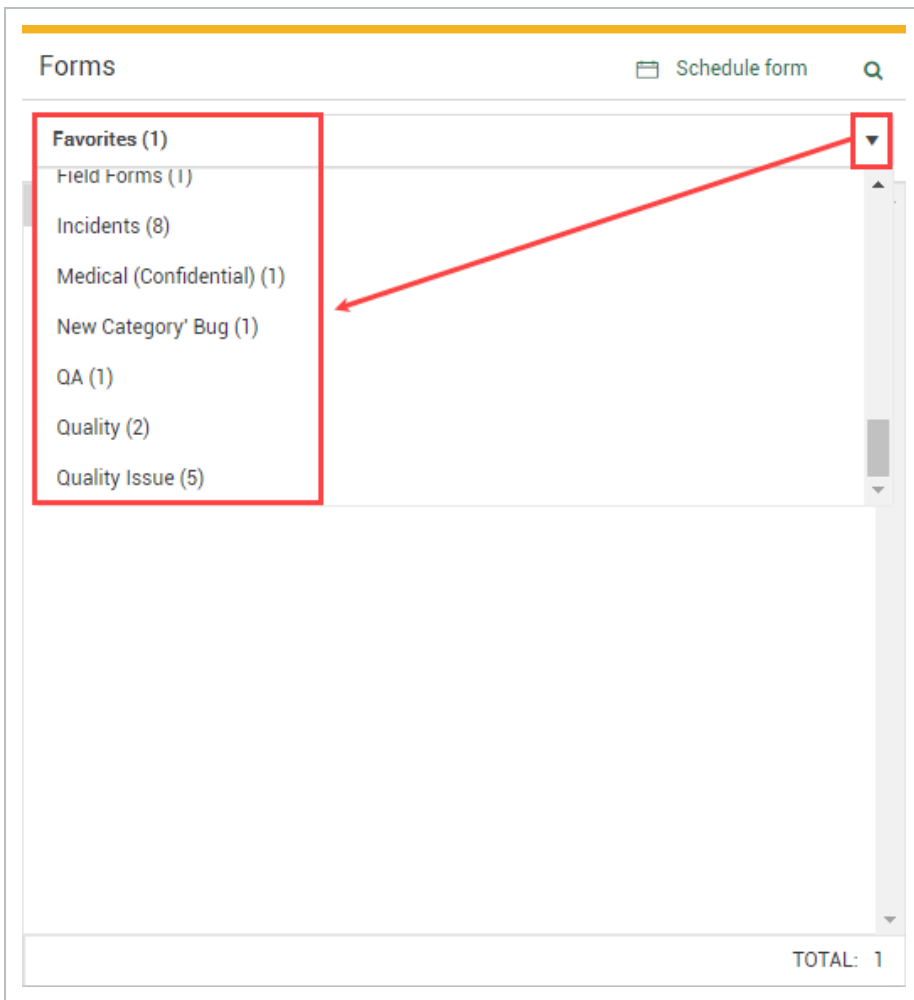 Forms
Schedule form
Favorites (1)
Field Forms (1)
Incidents (8)
Medical (Confidential) (1)
New Category' Bug (1)
QA (1)
Quality (2)
Quality Issue (5)
TOTAL: 1